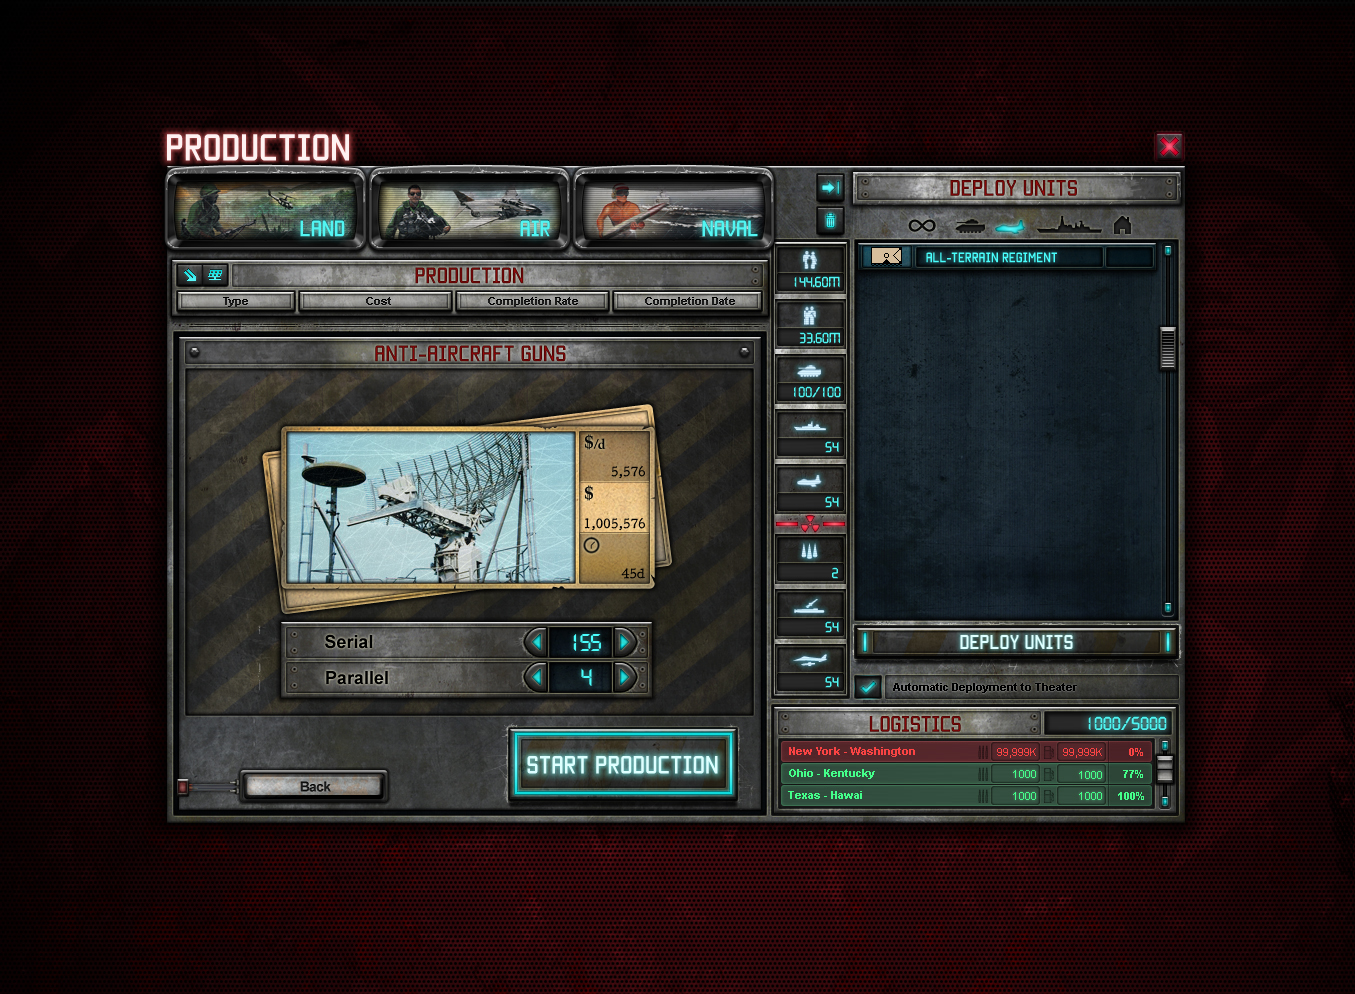 PRODUCTION
LAND
AIR
NAVAL
DEPLOY UNITS
PRODUCTION
Type
Cost
Completion Rate
Completion Date
ANTI-AIRCRAFT GUNS
$/d
5,576
$
1,005,576
45d
Serial
155
Parallel
4
START PRODUCTION
Back
144.60M
33.60M
100/100
54
54
2
54
54
ALL-TERRAIN REGIMENT
DEPLOY UNITS
Automatic Deployment to Theater
LOGISTICS
1000/5000
New York - Washington 99,999K 99,999K 0%
Ohio - Kentucky 1000 1000 77%
Texas - Hawai 1000 1000 100%